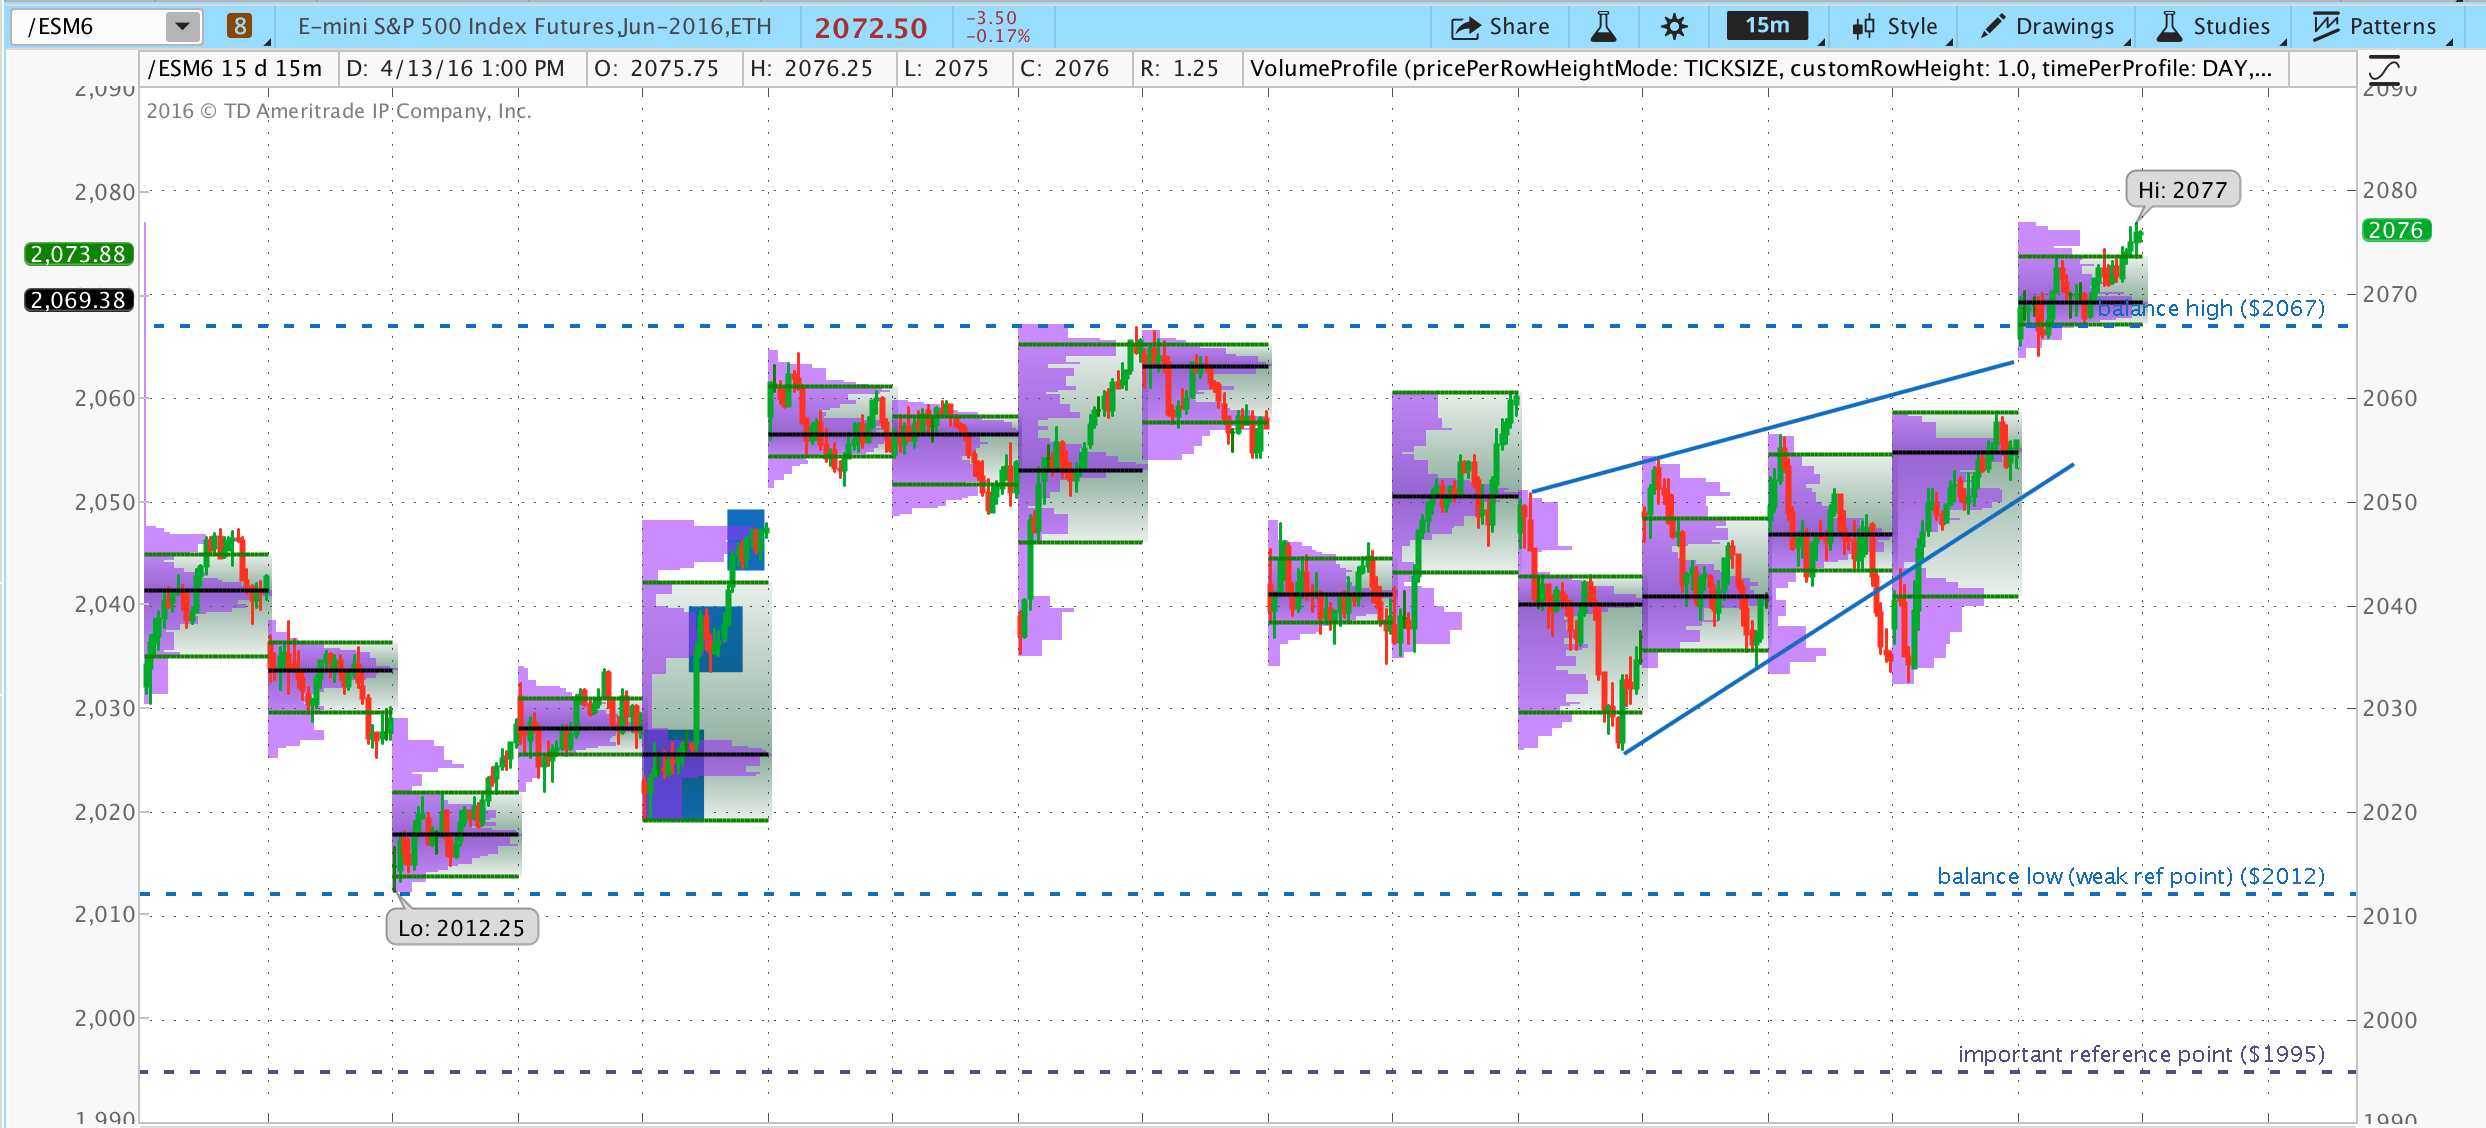 /ESM6 8 E-mini S&P 500 Index Futures,Jun-2016,ETH 2072.50 -3.50 Share 15m Style Drawings Studies Patterns
-0.17%
/ESM6 15 d 15m D: 4/13/16 1:00 PM O: 2075.75 H: 2076.25 L: 2075 C: 2076 R: 1.25 VolumeProfile (pricePerRowHeightMode: TICKSIZE, customRowHeight: 1.0, timePerProfile: DAY,...
2,090 2090
2016 © TD Ameritrade IP Company, Inc.
2,080 Hi: 2077 2080
2076
2,073.88
2,069.38 2070
balance high ($2067)
2,060 2060
2,050 2050
2,040 2040
2,030 2030
2,020 2020
balance low (weak ref point) ($2012)
2,010 2010
Lo: 2012.25
2,000 2000
important reference point ($1995)
1,990 1990